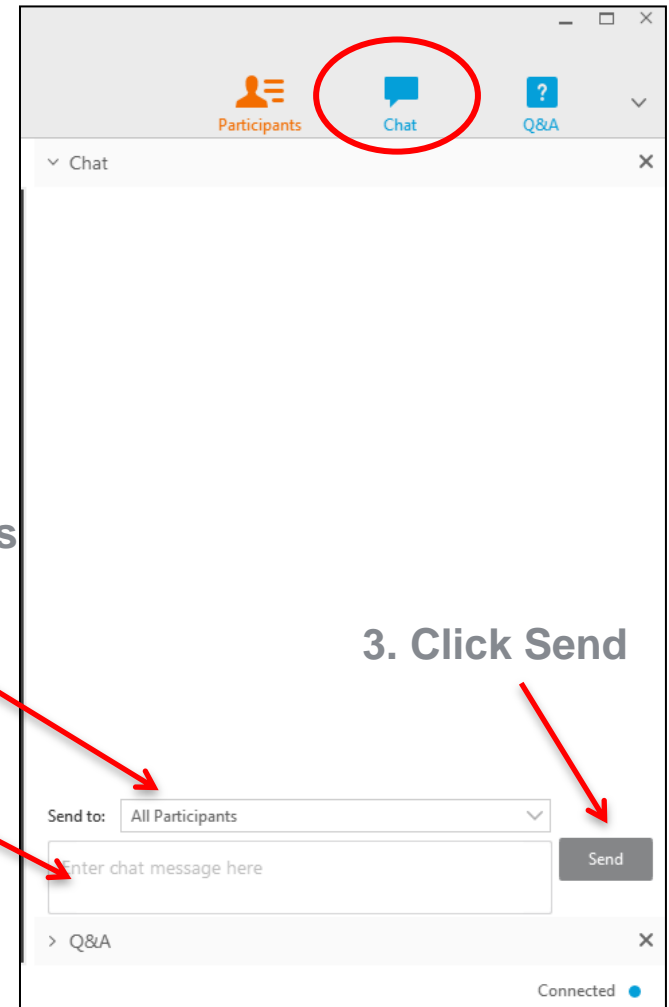 Participants Chat ? Q&A
Chat
s
3. Click Send
Send to: All Participants
Enter chat message here
Send
Q&A
Connected